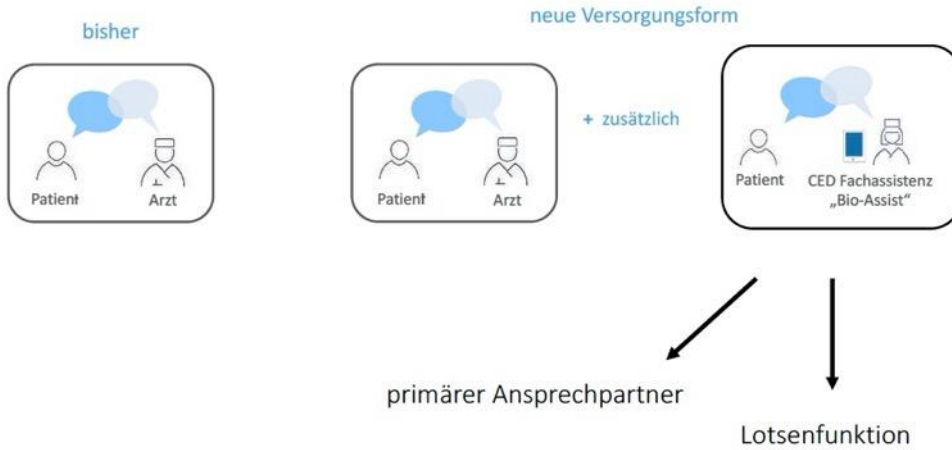 bisher
neue Versorgungsform
Patient
Arzt
Patient
Arzt
+ zusätzlich
Patient
CED Fachassistenz
„Bio-Assist“
primärer Ansprechpartner
Lotsenfunktion